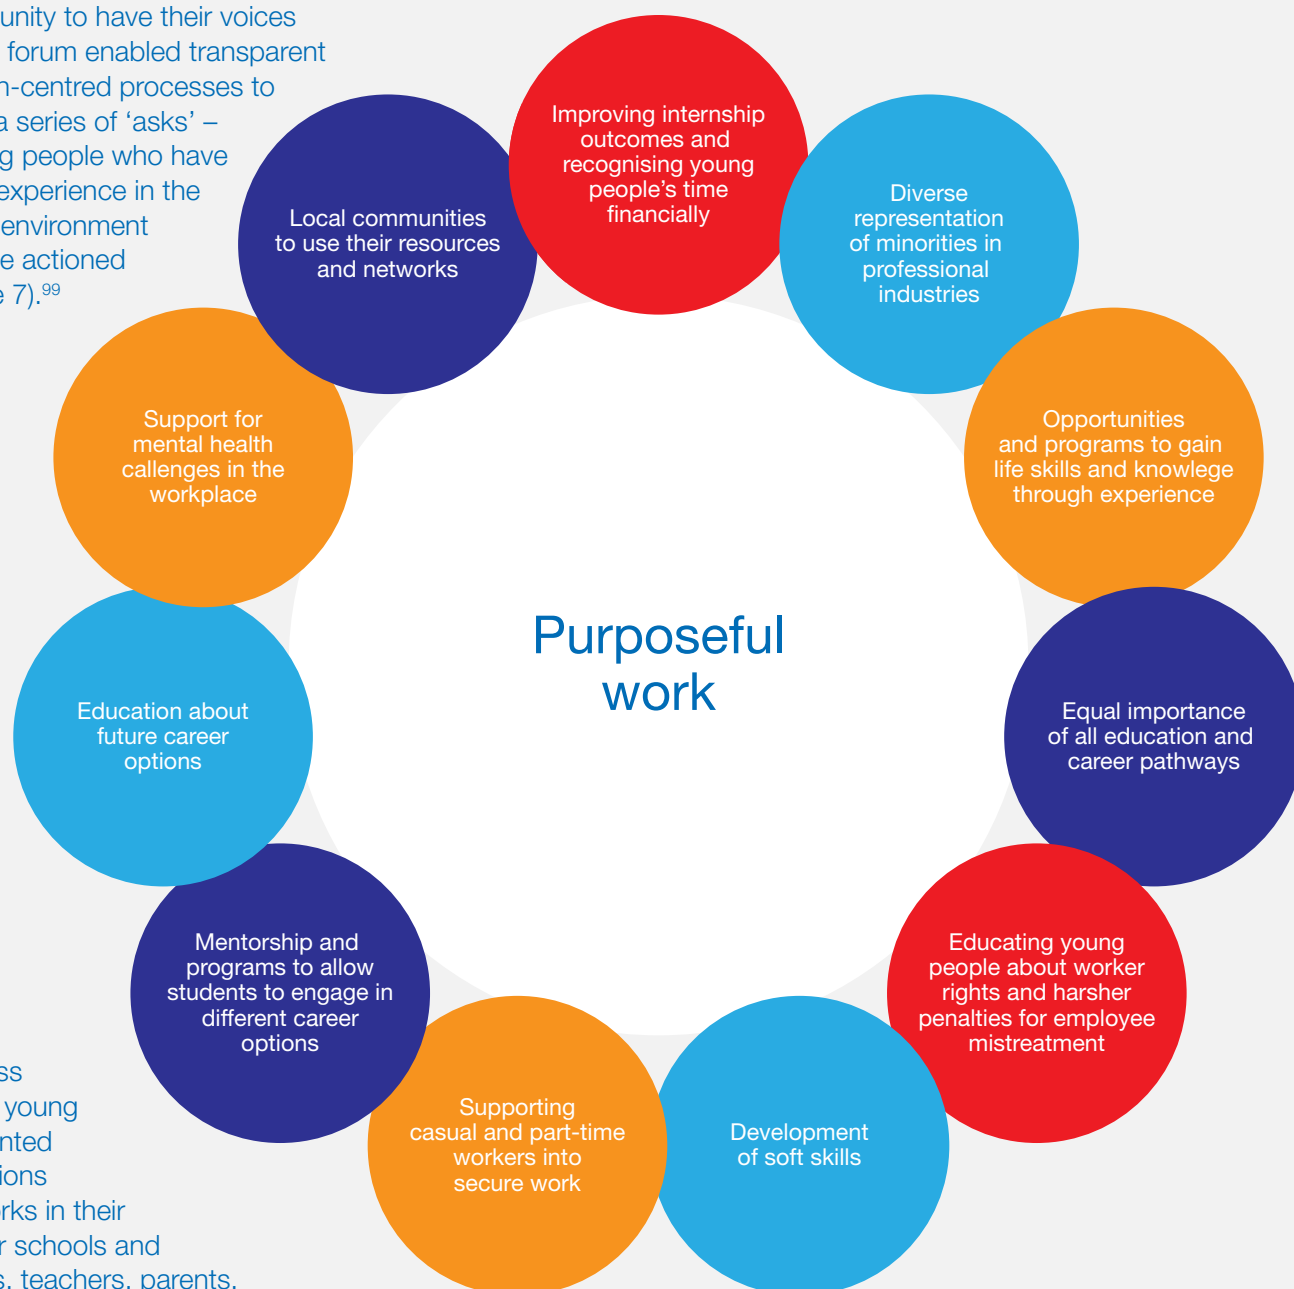 unity to have their voices
forum enabled transparent
n-centred processes to
a series of ‘asks’ –
g people who have
experience in the
environment
e actioned
e 7).99
Improving internship
outcomes and
recognising young
people’s time
financially
Diverse
representation
of minorities in
professional
industries
Opportunities
and programs to gain
life skills and knowlege
through experience
Equal importance
of all education and
career pathways
Educating young
people about worker
rights and harsher
penalties for employee
mistreatment
Development
of soft skills
Supporting
casual and part-time
workers into
secure work
Mentorship and
programs to allow
students to engage in
different career
options
Education about
future career
options
Support for
mental health
callenges in the
workplace
Local communities
to use their resources
and networks
Purposeful
work
ss
young
nted
ions
orks in their
r schools and
s, teachers, parents,